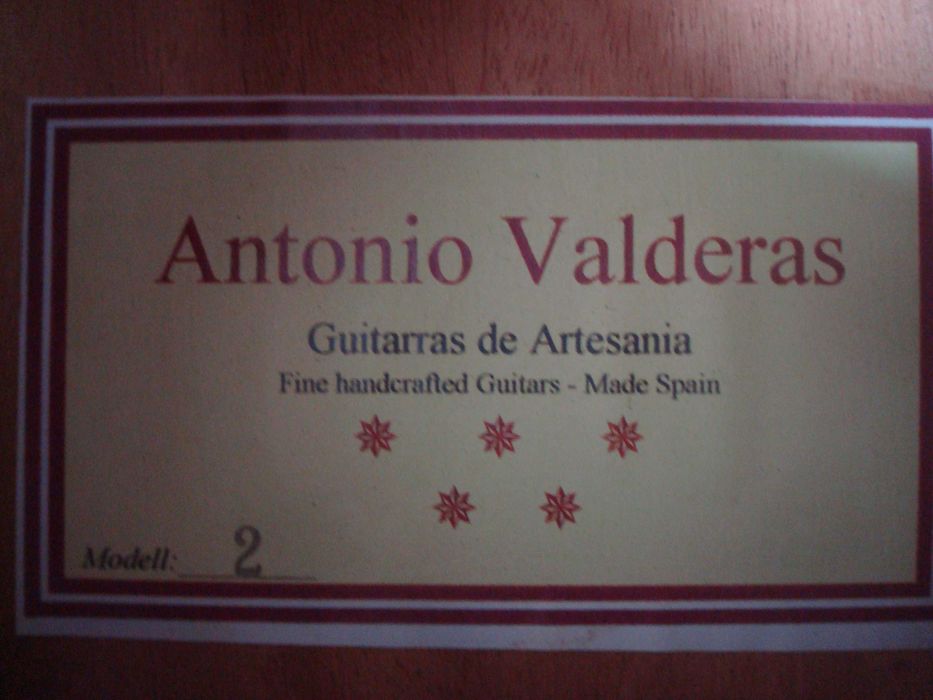 Antonio Valderas
Guitarras de Artesania
Fine handcrafted Guitars - Made Spain
Modell: 2